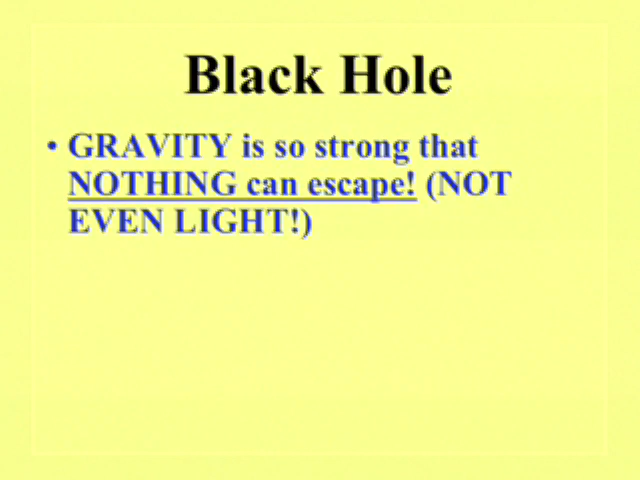 Black Hole
• GRAVITY is so strong that
NOTHING can escape! (NOT
EVEN LIGHT!)